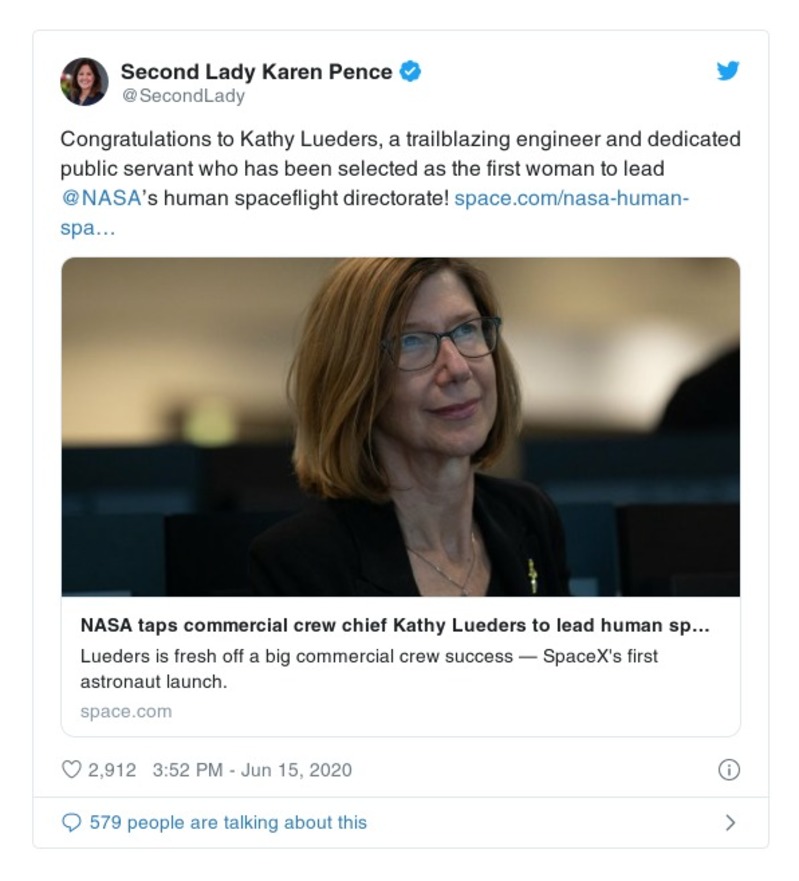 Second Lady Karen Pence
@SecondLady
Congratulations to Kathy Lueders, a trailblazing engineer and dedicated
public servant who has been selected as the first woman to lead
@NASA’s human spaceflight directorate! space.com/nasa-human-
spa…
NASA taps commercial crew chief Kathy Lueders to lead human sp…
Lueders is fresh off a big commercial crew success — SpaceX's first
astronaut launch.
space.com
2,912 3:52 PM - Jun 15, 2020
579 people are talking about this